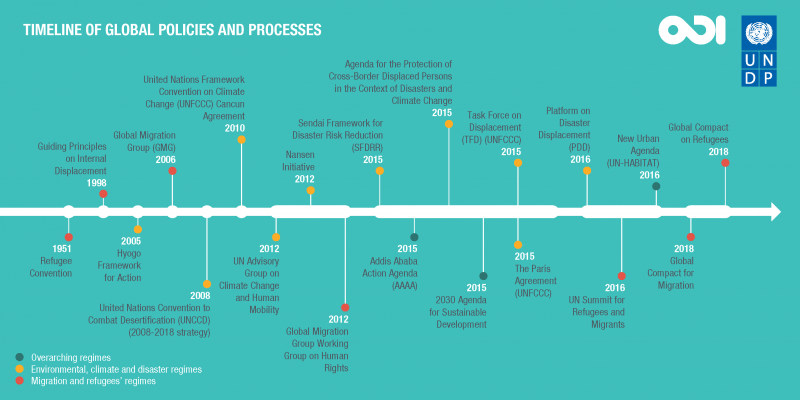 TIMELINE OF GLOBAL POLICIES AND PROCESSES
ODI
U N
D P
1951
Refugee
Convention
Guiding Principles
on Internal
Displacement
1998
2005
Hyogo
Framework
for Action
Global Migration
Group (GMG)
2006
2008
United Nations Convention to
Combat Desertification (UNCCD)
(2008-2018 strategy)
United Nations Framework
Convention on Climate
Change (UNFCCC) Cancun
Agreement
2010
2012
UN Advisory
Group on
Climate Change
and Human
Mobility
Nansen
Initiative
2012
2012
Global Migration
Group Working
Group on Human
Rights
Sendai Framework for
Disaster Risk Reduction
(SFDRR)
2015
2015
Addis Ababa
Action Agenda
(AAAA)
Agenda for the Protection of
Cross-Border Displaced Persons
in the Context of Disasters and
Climate Change
2015
2015
2030 Agenda
for Sustainable
Development
Task Force on
Displacement
(TFD) (UNFCCC)
2015
2015
The Paris
Agreement
(UNFCCC)
Platform on
Disaster
Displacement
(PDD)
2016
2016
UN Summit for
Refugees and
Migrants
New Urban
Agenda
(UN-HABITAT)
2016
2018
Global
Compact for
Migration
Global Compact
on Refugees
2018
Overarching regimes
Environmental, climate and disaster regimes
Migration and refugees' regimes